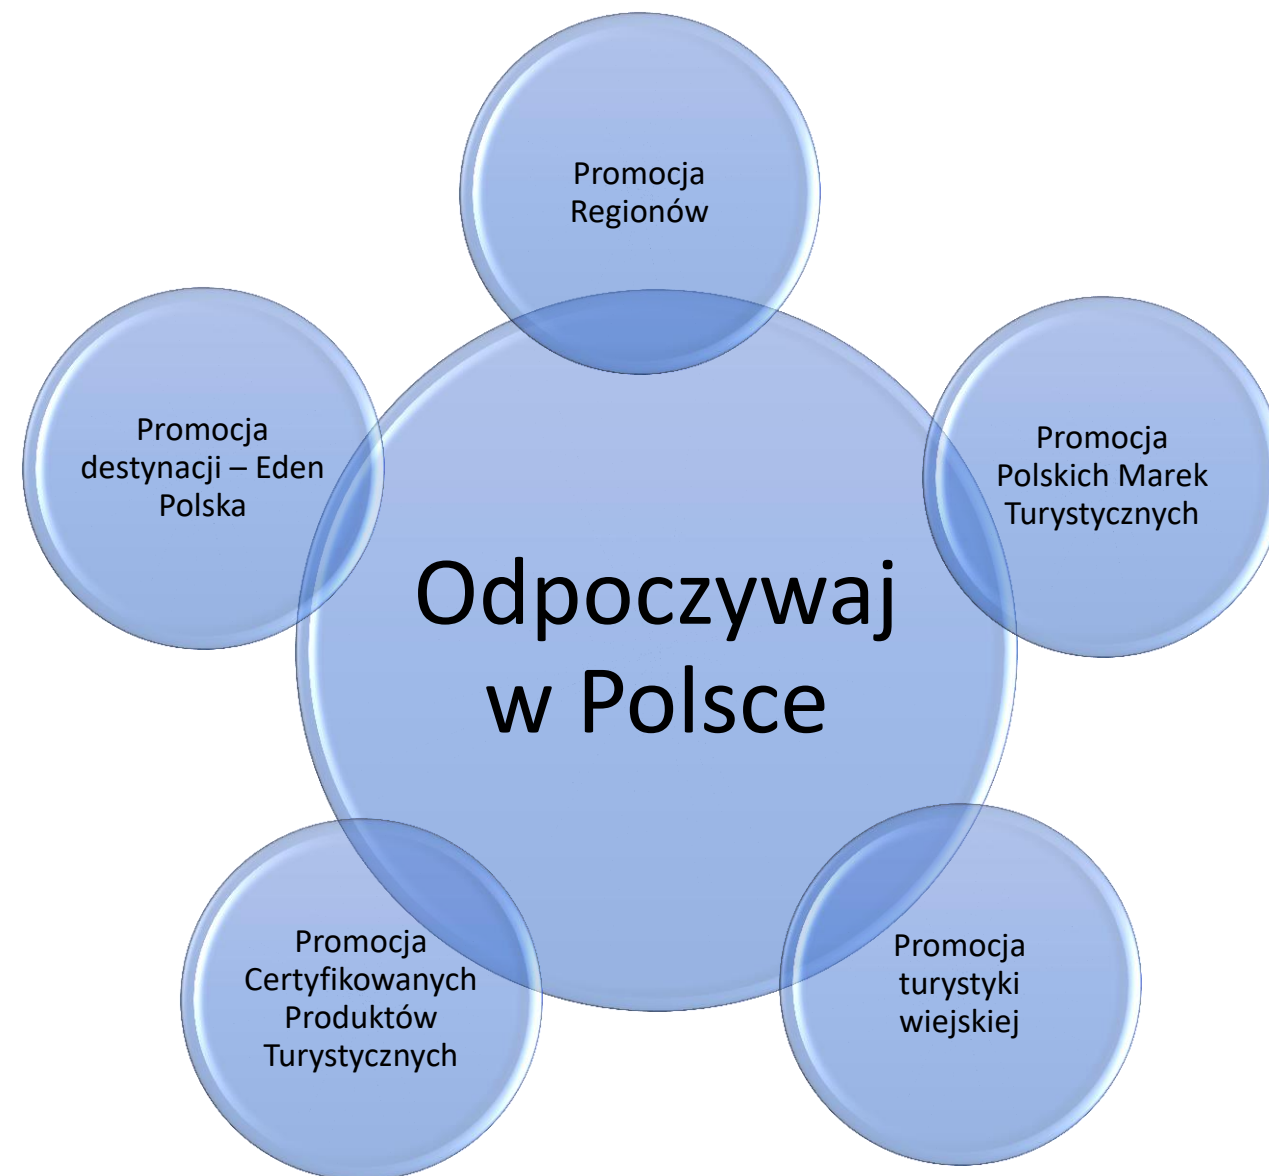 Promocja
Regionów
Promocja
destynacji – Eden
Polska
Promocja
Polskich Marek
Turystycznych
Odpoczywaj
w Polsce
Promocja
Certyfikowanych
Produktów
Turystycznych
Promocja
turystyki
wiejskiej